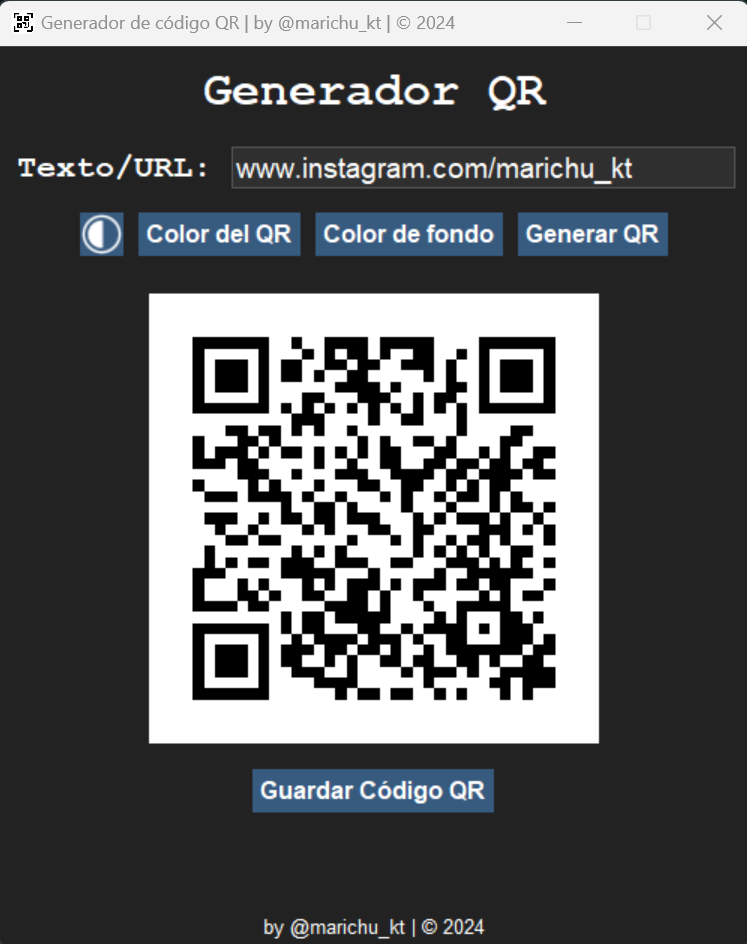 Generador de código QR | by @marichu_kt | © 2024
Generador QR
Texto/URL: www.instagram.com/marichu_kt
Color del QR Color de fondo Generar QR
Guardar Código QR
by @marichu_kt | © 2024